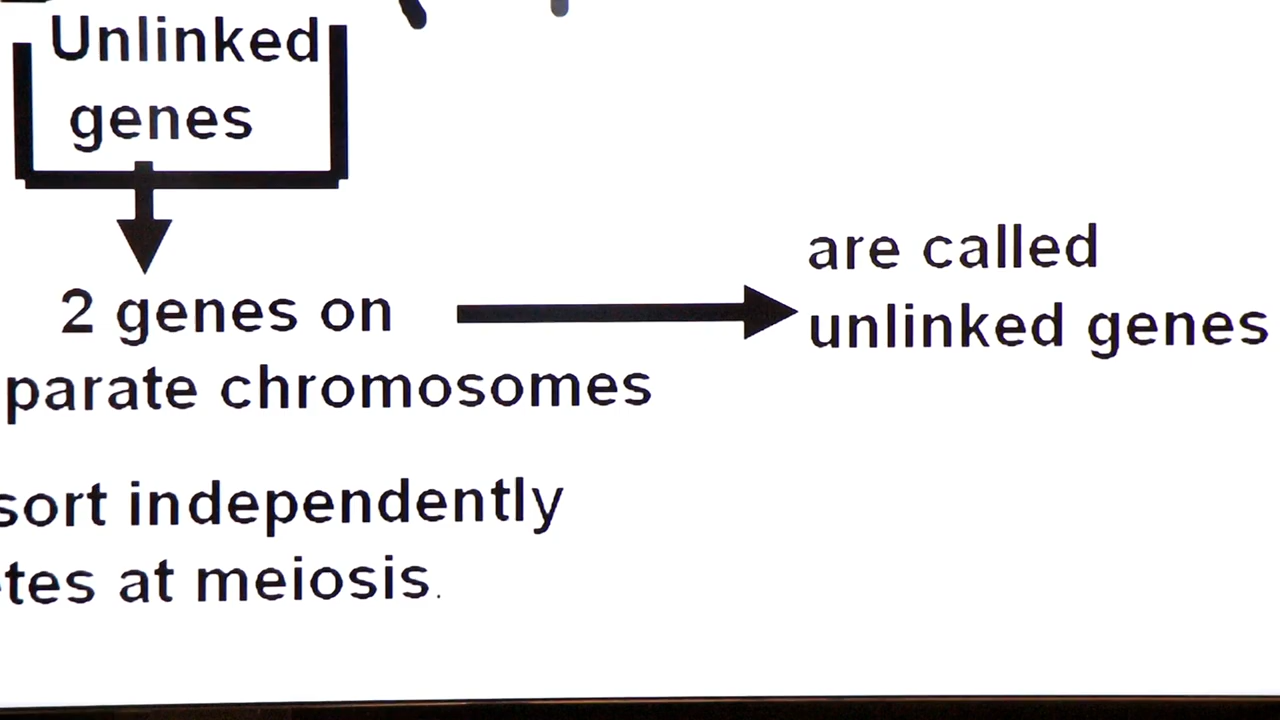 Unlinked
genes
2 genes on
are called
unlinked genes
parate chromosomes
sort independently
tes at meiosis.